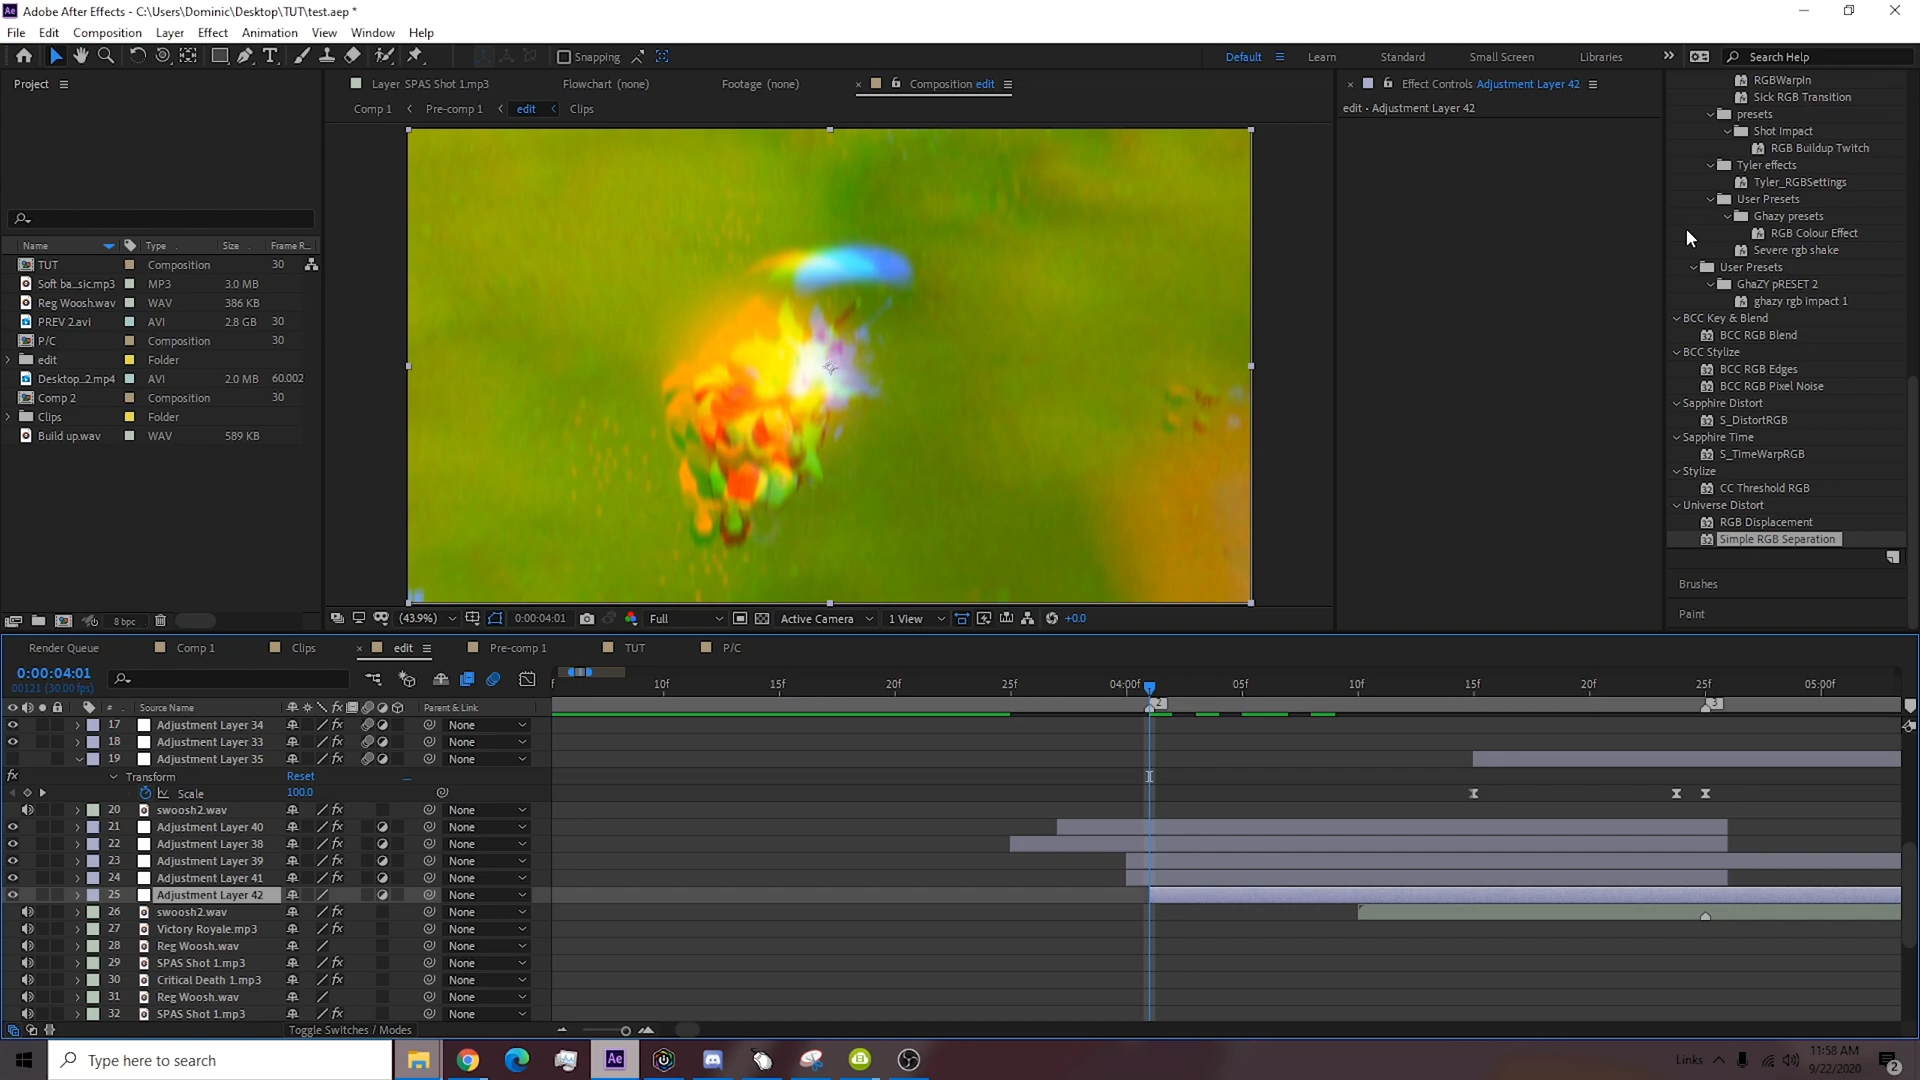 Adobe After Effects - C:\Users\Dominic\Desktop\TUT\test.aep *
File Edit Composition Layer Effect Animation View Window Help
Snapping Default Learn Standard Small Screen Libraries Search Help
Project
Layer SPAS Shot 1.mp3 Flowchart (none) Footage (none) Composition edit
Comp 1 Pre-comp 1 edit Clips
Effect Controls Adjustment Layer 42
edit • Adjustment Layer 42
Name Type Size Frame R...
TUT Composition 30
Soft ba...sic.mp3 MP3 3.0 MB
Reg Woosh.wav WAV 386 KB
PREV 2.avi AVI 2.8 GB 30
P/C Composition 30
edit Folder
Desktop...2.mp4 AVI 2.0 MB 60.002
Comp 2 Composition 30
Clips Folder
Build up.wav WAV 589 KB
8 bpc
RGBWarpIn
Sick RGB Transition
presets
Shot Impact
RGB Buildup Twitch
Tyler effects
Tyler_RGBSettings
User Presets
Ghazy presets
RGB Colour Effect
Severe rgb shake
User Presets
GhaZY pRESET 2
ghazy rgb impact 1
BCC Key & Blend
BCC RGB Blend
BCC Stylize
BCC RGB Edges
BCC RGB Pixel Noise
Sapphire Distort
S_DistortRGB
Sapphire Time
S_TimeWarpRGB
Stylize
CC Threshold RGB
Universe Distort
RGB Displacement
Simple RGB Separation
Brushes
Paint
(43.9%) 0:00:04:01 Full Active Camera 1 View +0.0
Render Queue Comp 1 Clips edit Pre-comp 1 TUT P/C
0:00:04:01
00121 (30.00 fps)
f 10f 15f 20f 25f 04:00f 05f 10f 15f 20f 25f 05:00f
# Source Name Parent & Link 2 3
17 Adjustment Layer 34 None
18 Adjustment Layer 33 None
19 Adjustment Layer 35 None
Transform Reset
Scale 100.0
20 swoosh2.wav None
21 Adjustment Layer 40 None
22 Adjustment Layer 38 None
23 Adjustment Layer 39 None
24 Adjustment Layer 41 None
25 Adjustment Layer 42 None
26 swoosh2.wav None
27 Victory Royale.mp3 None
28 Reg Woosh.wav None
29 SPAS Shot 1.mp3 None
30 Critical Death 1.mp3 None
31 Reg Woosh.wav None
32 SPAS Shot 1.mp3 None
Toggle Switches / Modes
Type here to search
Ae
Links
11:58 AM
9/22/2020
2